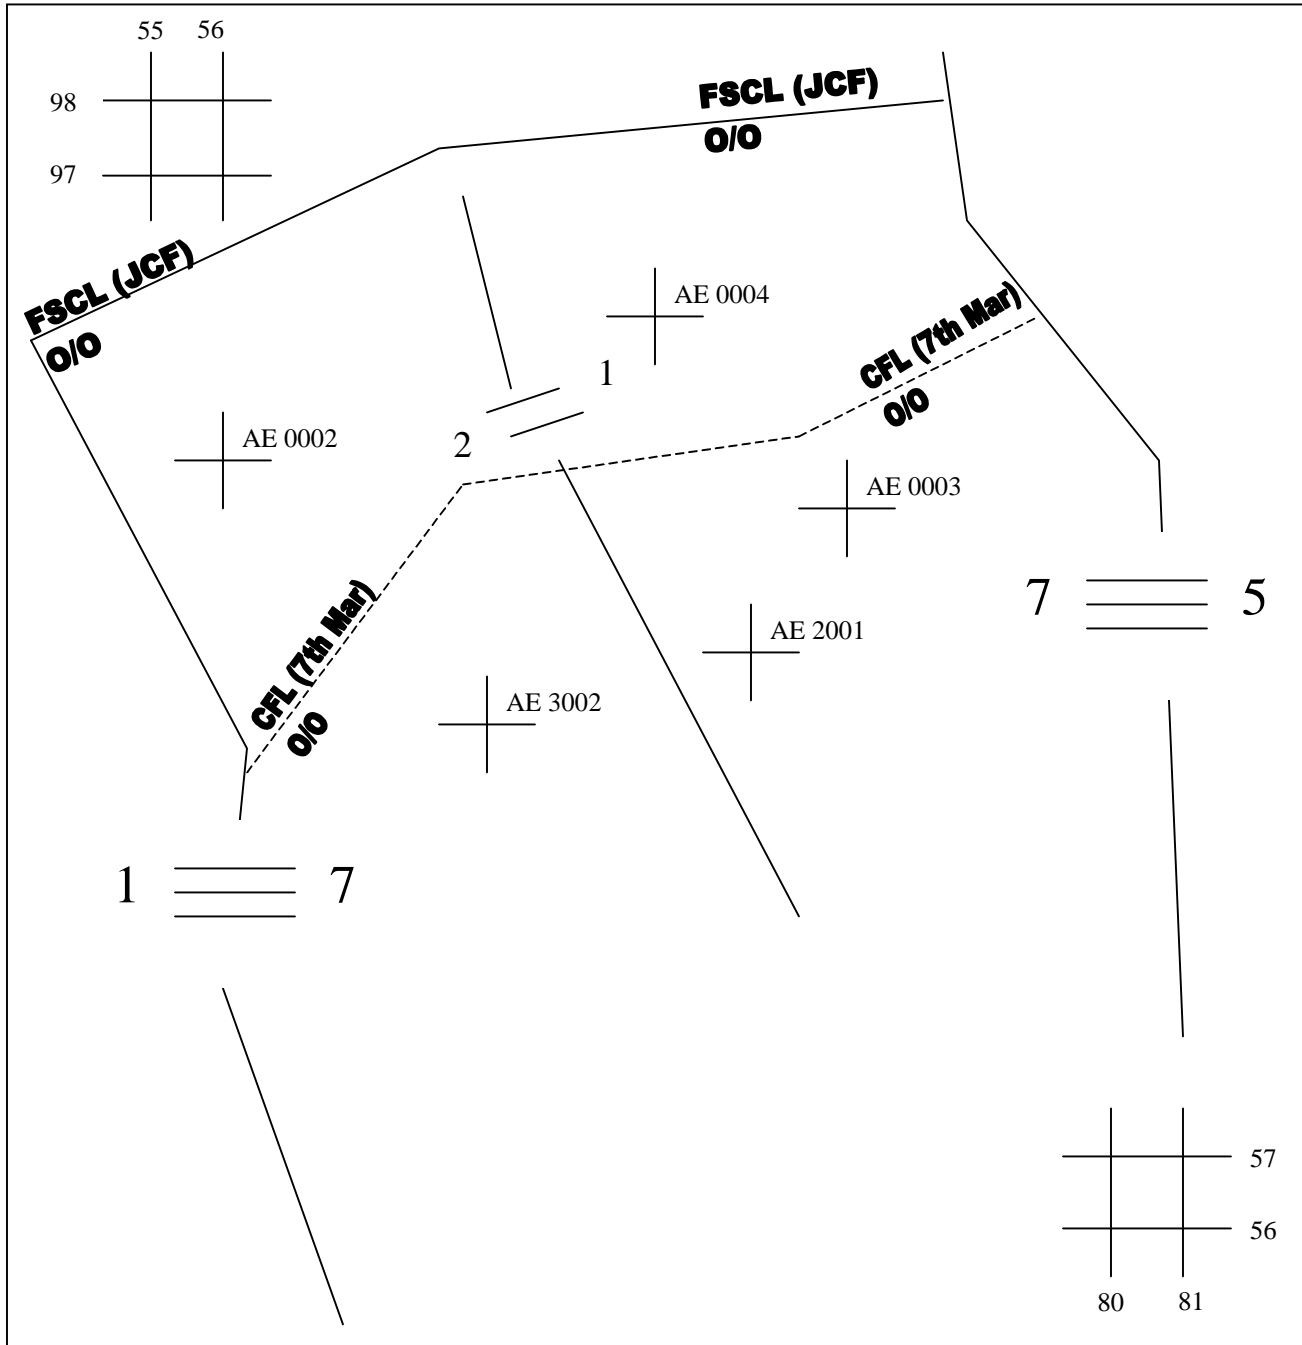 55 56
98
97
FSCL (JCF)
O/O
FSCL (JCF)
O/O
AE 0004
CFL (7th Mar)
O/O
1
2
AE 0002
AE 0003
7 5
CFL (7th Mar)
O/O
AE 2001
AE 3002
1 7
57
56
80 81